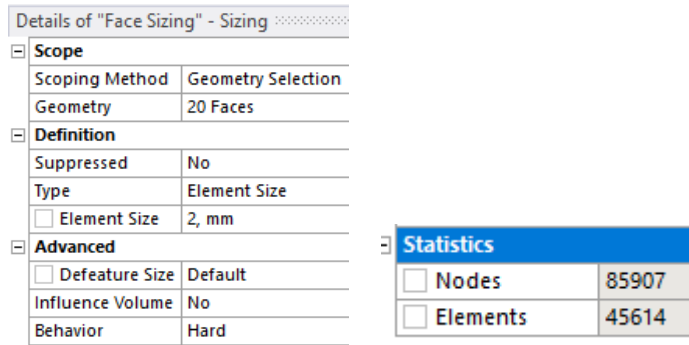 Details of "Face Sizing" - Sizing
Scope
Scoping Method Geometry Selection
Geometry 20 Faces
Definition
Suppressed No
Type Element Size
Element Size 2, mm
Advanced
Defeature Size Default
Influence Volume No
Behavior Hard
Statistics
Nodes 85907
Elements 45614